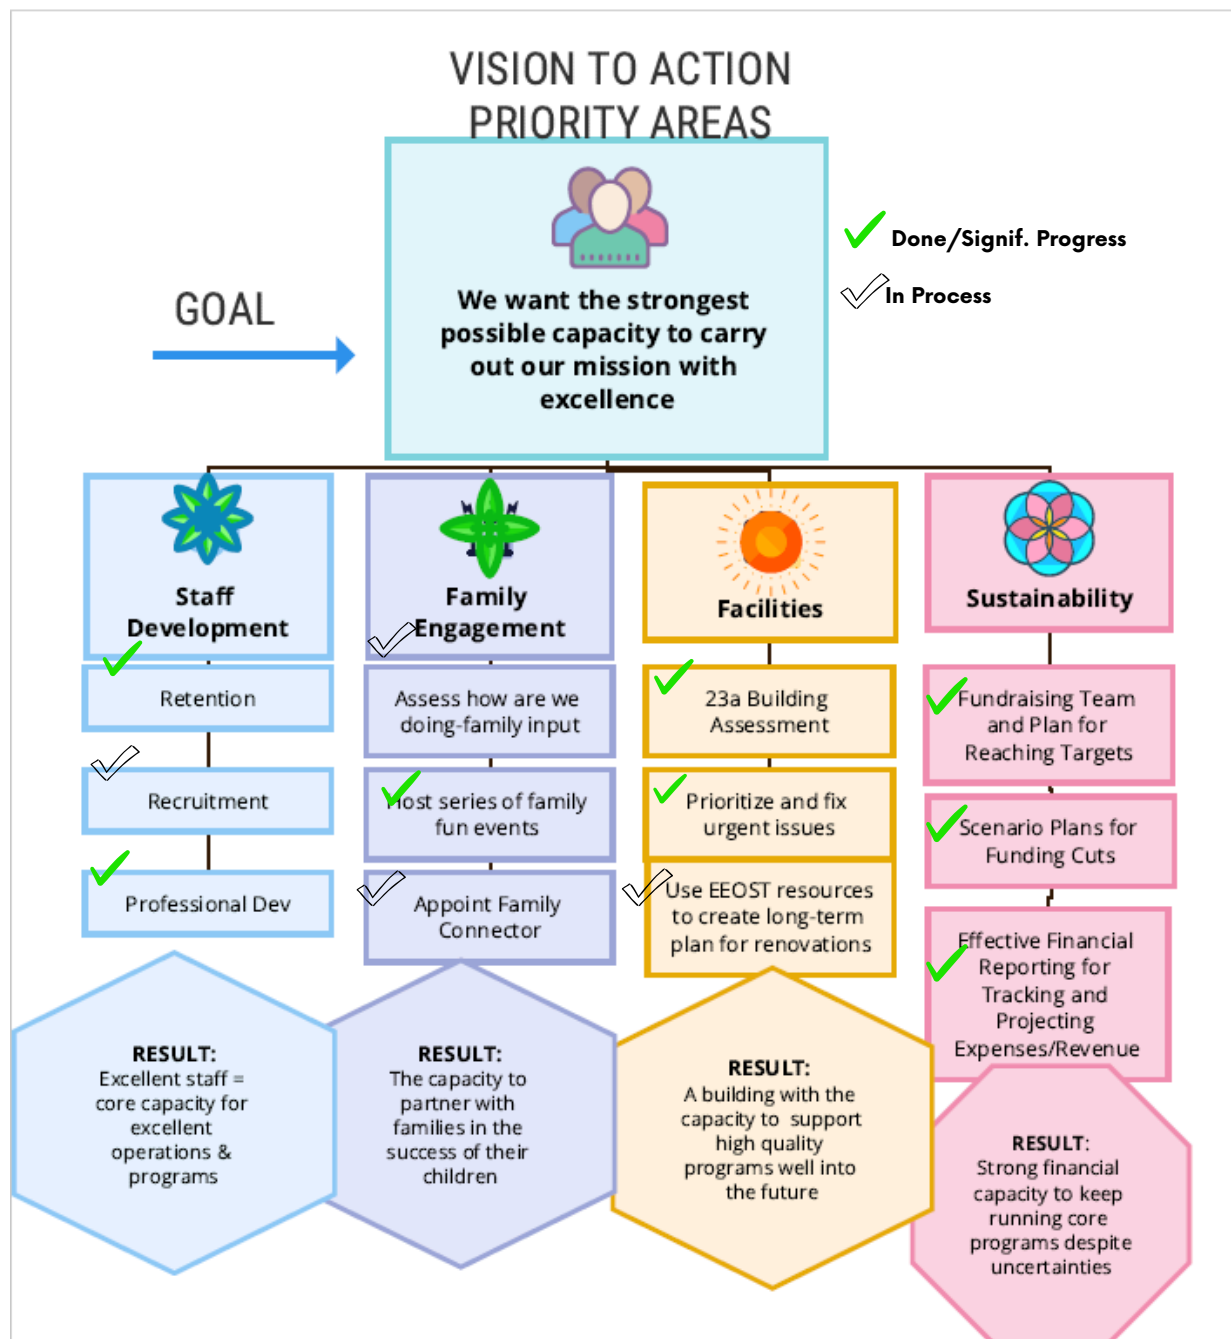 VISION TO ACTION
PRIORITY AREAS
GOAL
We want the strongest
possible capacity to carry
out our mission with
excellence
Done/Signif. Progress
In Process
Staff
Development
Retention
Recruitment
Professional Dev
RESULT:
Excellent staff =
core capacity for
excellent
operations &
programs
Family
Engagement
Assess how are we
doing-family input
Host series of family
fun events
Appoint Family
Connector
RESULT:
The capacity to
partner with
families in the
success of their
children
Facilities
23a Building
Assessment
Prioritize and fix
urgent issues
Use EEOST resources
to create long-term
plan for renovations
RESULT:
A building with the
capacity to support
high quality
programs well into
the future
Sustainability
Fundraising Team
and Plan for
Reaching Targets
Scenario Plans for
Funding Cuts
Effective Financial
Reporting for
Tracking and
Projecting
Expenses/Revenue
RESULT:
Strong financial
capacity to keep
running core
programs despite
uncertainties